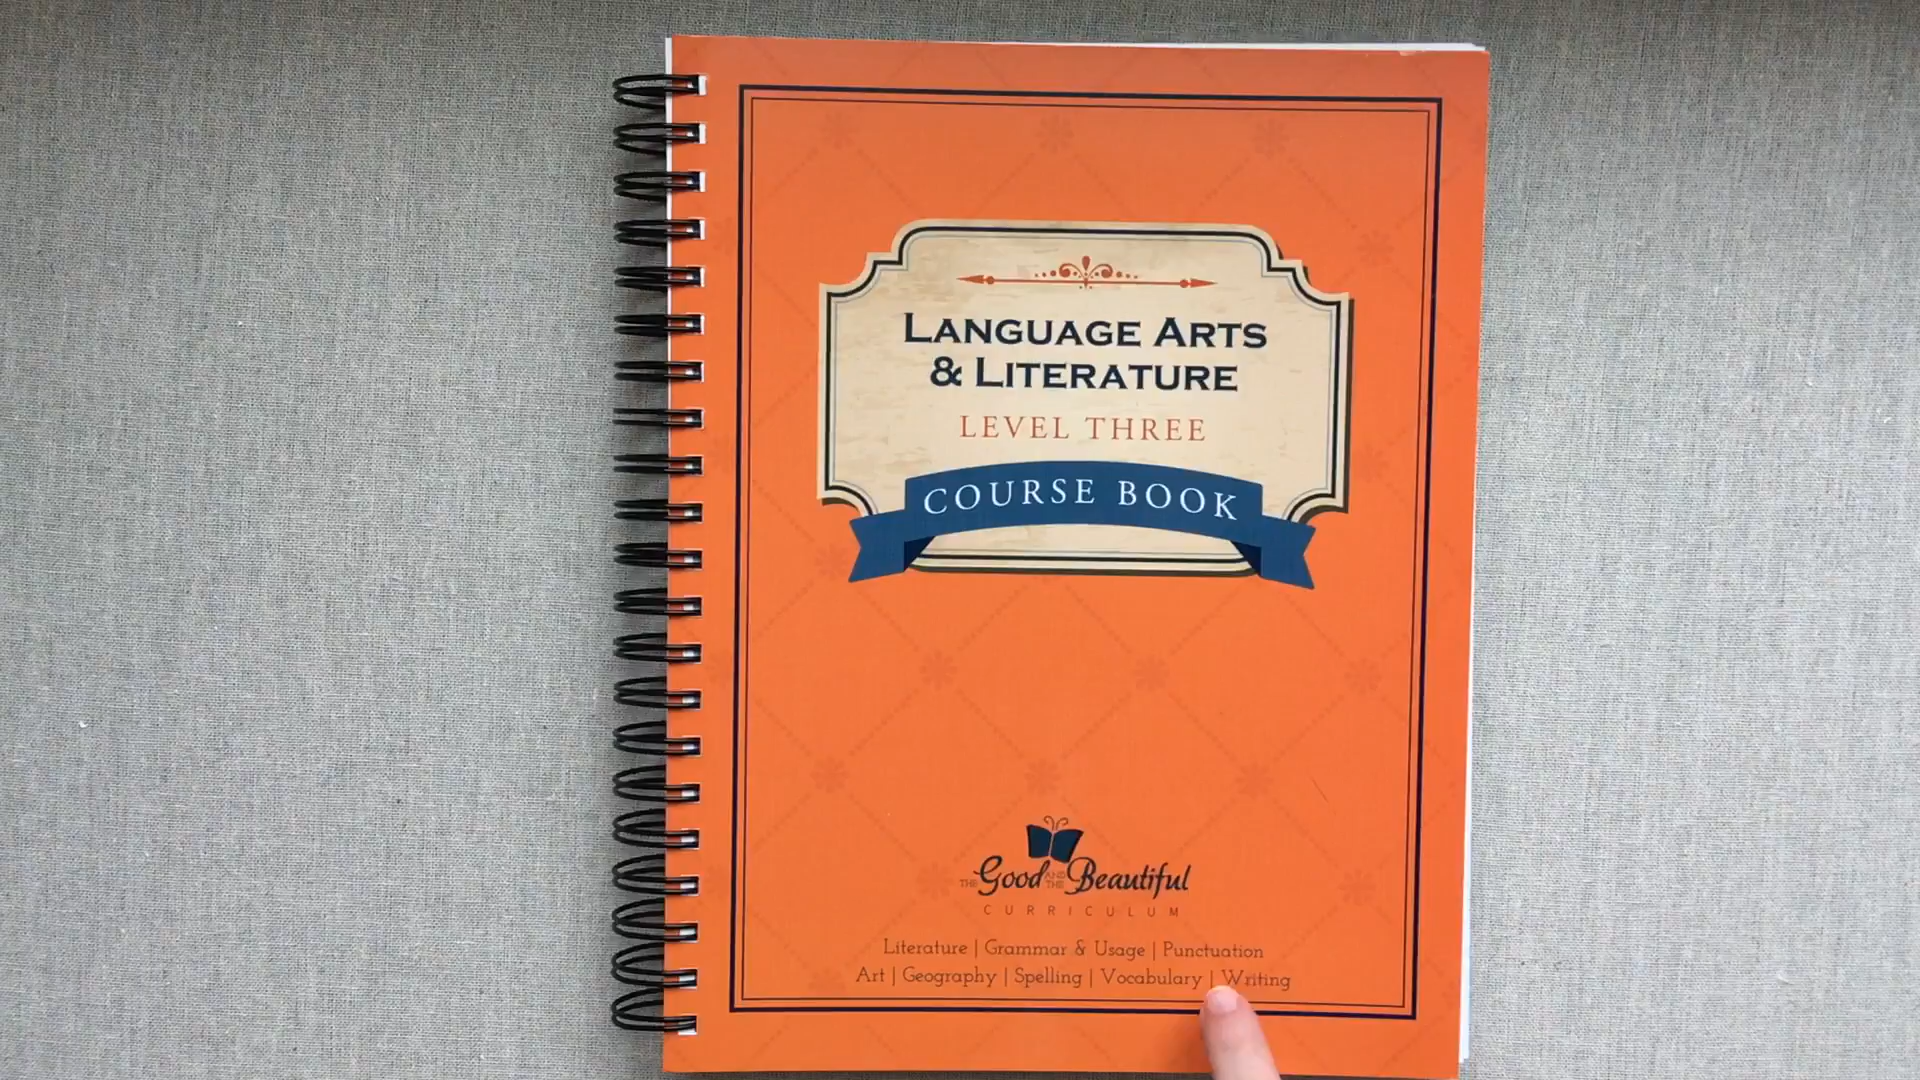 LANGUAGE ARTS
& LITERATURE
LEVEL THREE
COURSE BOOK
THE Good AND THE Beautiful
CURRICULUM
Literature | Grammar & Usage | Punctuation
Art | Geography | Spelling | Vocabulary | Writing